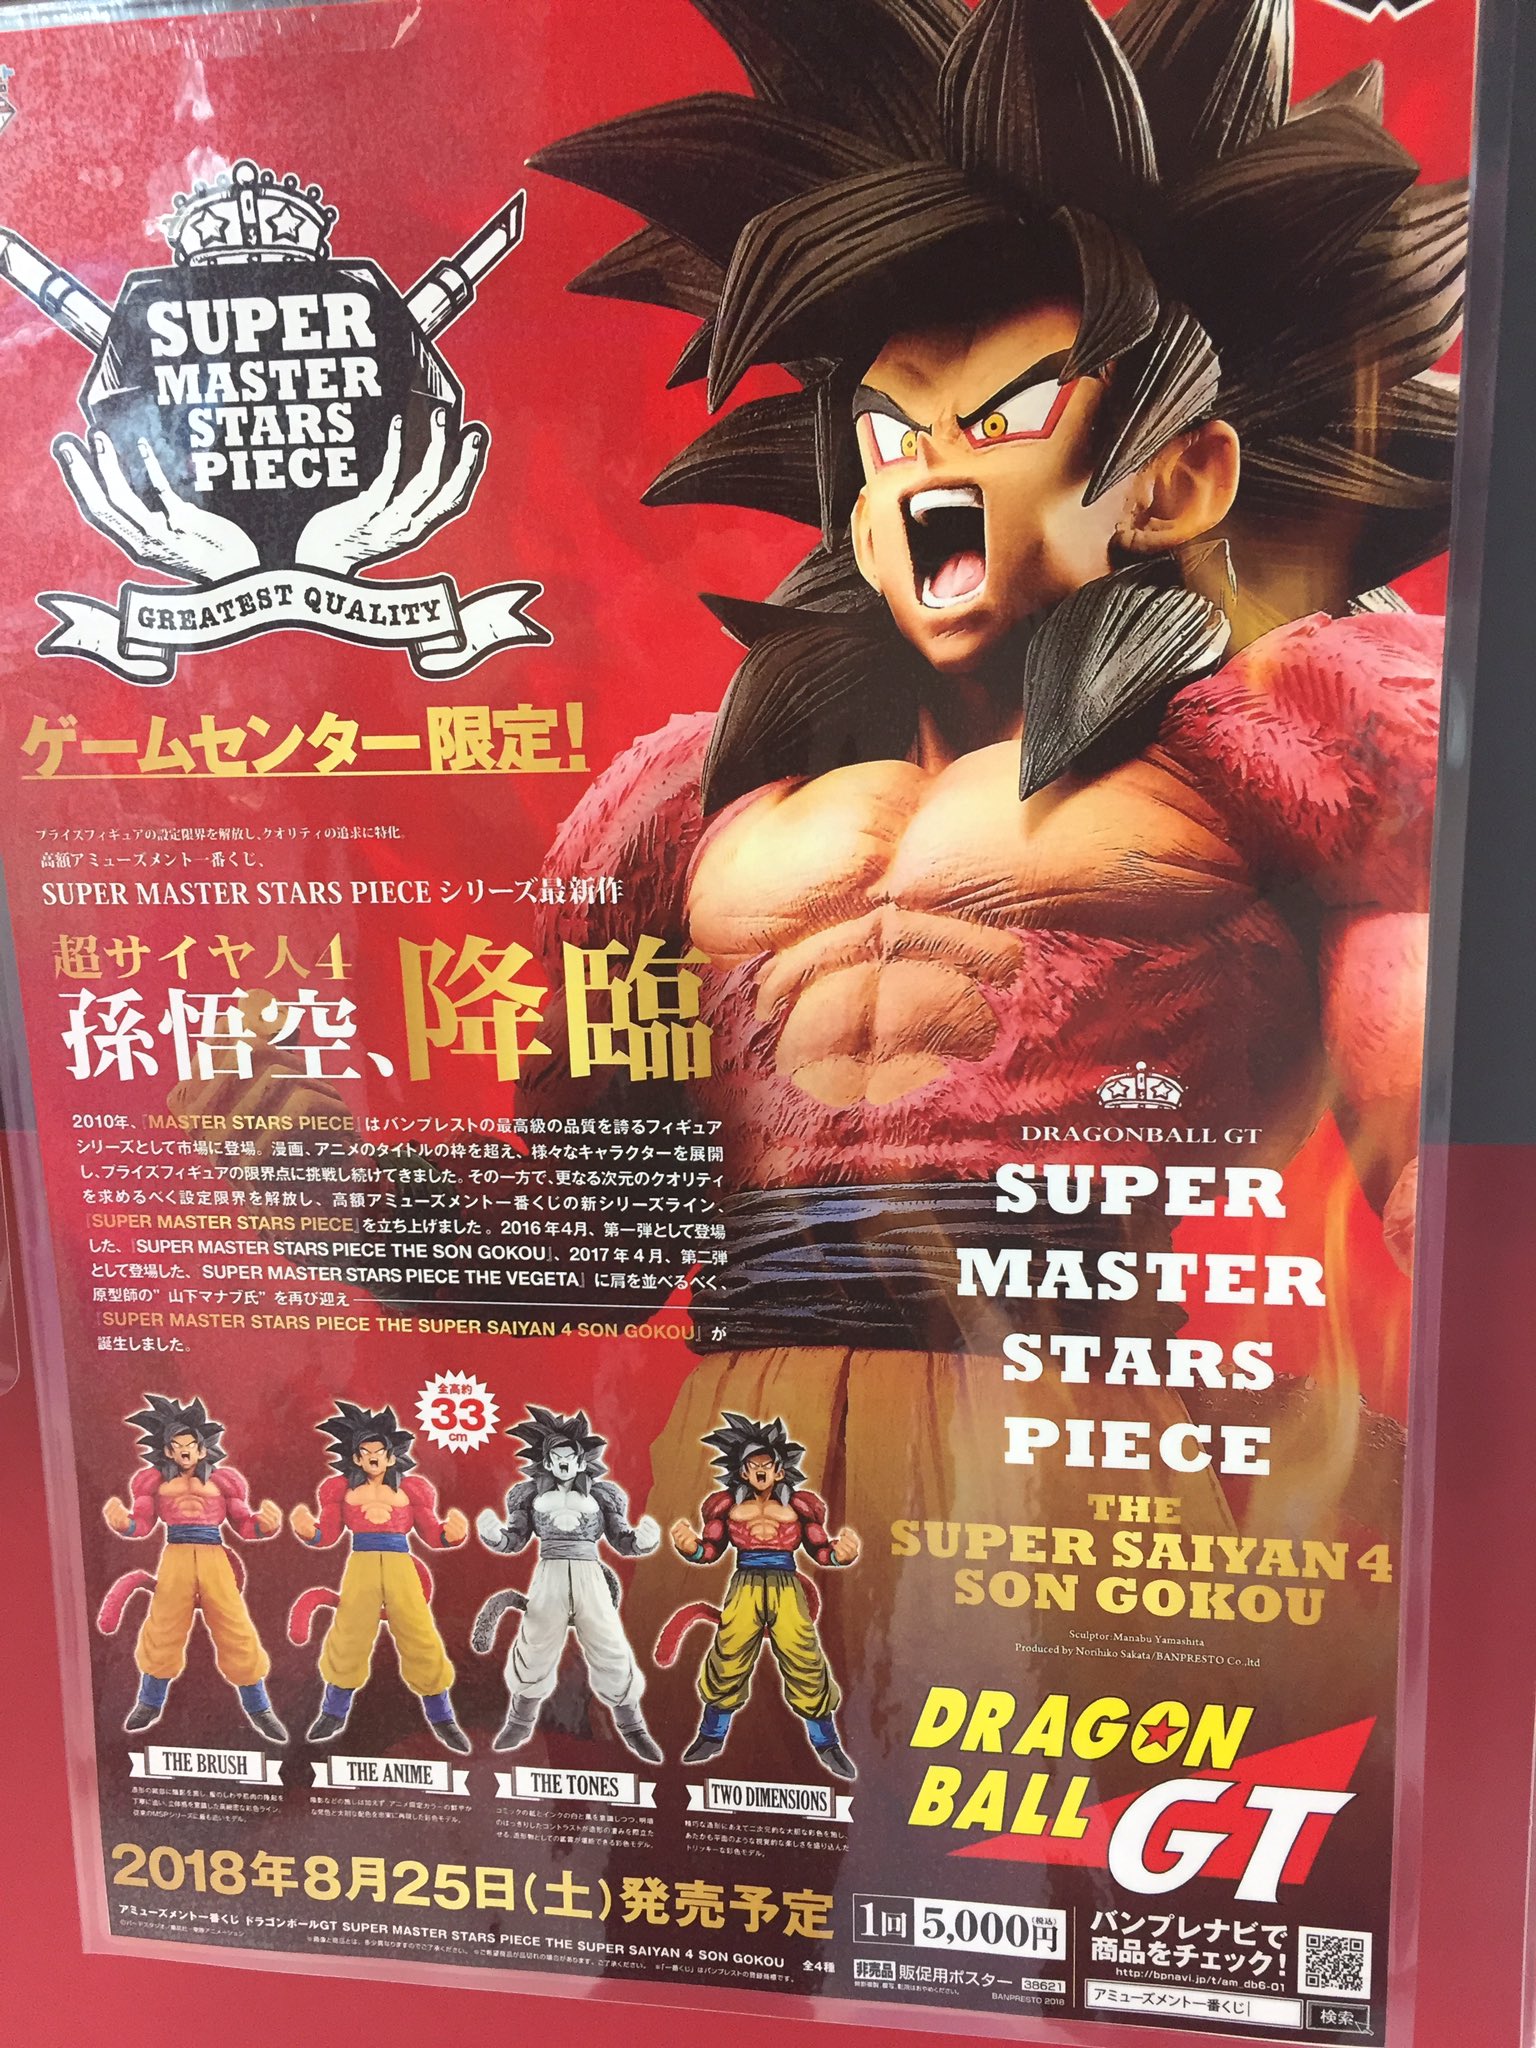 SUPER
MASTER
STARS
PIECE
GREATEST QUALITY
ゲームセンター限定!
プライズフィギュアの設定限界を解放し、クオリティの追求に特化。
高額アミューズメント一番くじ、
SUPER MASTER STARS PIECE シリーズ最新作
超サイヤ人4
孫悟空、降臨
2010年、『MASTER STARS PIECE』はバンプレストの最高級の品質を誇るフィギュア
シリーズとして市場に登場。漫画、アニメのタイトルの枠を超え、様々なキャラクターを展開
し、プライズフィギュアの限界点に挑戦し続けてきました。その一方で、更なる次元のクオリティ
を求めるべく設定限界を解放し、高額アミューズメント一番くじの新シリーズライン、
『SUPER MASTER STARS PIECE』を立ち上げました。2016年4月、第一弾として登場
した、『SUPER MASTER STARS PIECE THE SON GOKOU』、2017年4月、第二弾
として登場した、SUPER MASTER STARS PIECE THE VEGETA』に肩を並べるべく、
原型師の”山下マナブ氏”を再び迎え
『SUPER MASTER STARS PIECE THE SUPER SAIYAN 4 SON GOKOU』が
誕生しました。
全高約
33
cm
THE BRUSH
THE ANIME
THE TONES
TWO DIMENSIONS
DRAGONBALL GT
SUPER
MASTER
STARS
PIECE
THE
SUPER SAIYAN 4
SON GOKOU
Sculptor:Manabu Yamashita
Produced by Norihiko Sakata/BANPRESTO Co.,ltd
DRAGON
BALL
GT
2018年8月25日(土)発売予定
アミューズメント一番くじ ドラゴンボールGT SUPER MASTER STARS PIECE THE SUPER SAIYAN 4 SON GOKOU 全4種
©バードスタジオ/集英社・東映アニメーション
1回 5,000円(税込)
非売品 販促用ポスター 38621
BANPRESTO 2018
バンプレナビで
商品をチェック!
http://bpnavi.jp/t/am_db6-01
アミューズメント一番くじ 検索